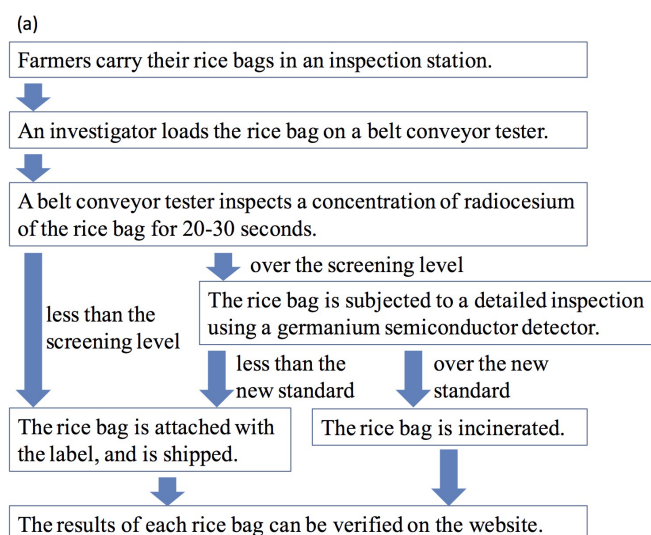 (a)
Farmers carry their rice bags in an inspection station.
An investigator loads the rice bag on a belt conveyor tester.
A belt conveyor tester inspects a concentration of radiocesium
of the rice bag for 20-30 seconds.
over the screening level
less than the
screening level
The rice bag is subjected to a detailed inspection
using a germanium semiconductor detector.
less than the
new standard
over the new
standard
The rice bag is attached with
the label, and is shipped.
The rice bag is incinerated.
The results of each rice bag can be verified on the website.